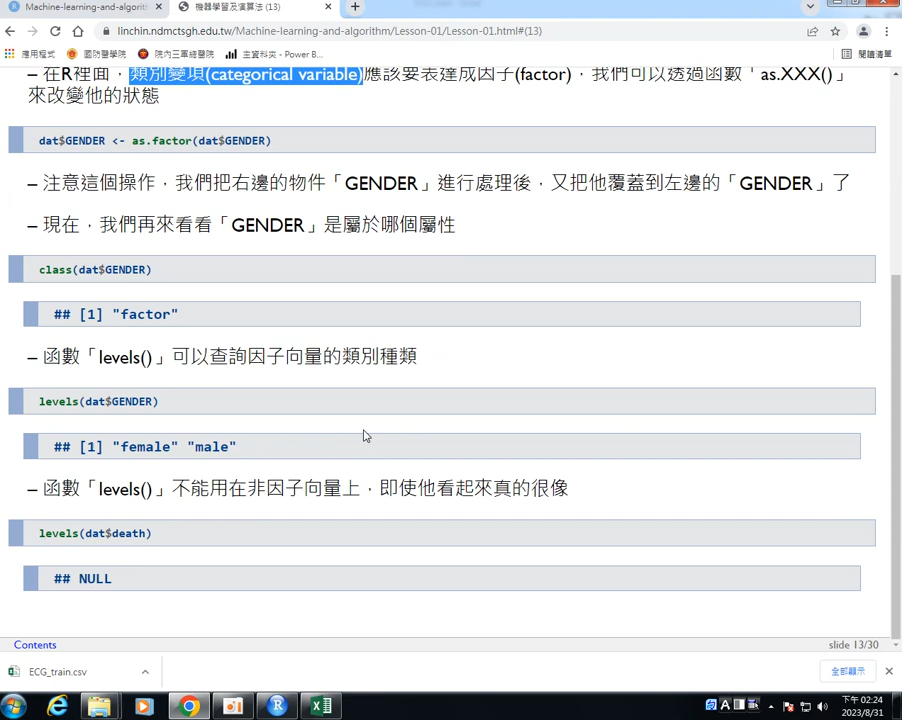 Machine-learning-and-algorith
機器學習及演算法 (13)
linchin.ndmctsgh.edu.tw/Machine-learning-and-algorithm/Lesson-01/Lesson-01.html#(13)
應用程式 國防醫學院 院內三軍總醫院 主資料夾 - Power B...
閱讀清單
– 在R裡面，類別變項(categorical variable)應該要表達成因子(factor)，我們可以透過函數「as.XXX()」
來改變他的狀態
dat$GENDER <- as.factor(dat$GENDER)
– 注意這個操作，我們把右邊的物件「GENDER」進行處理後，又把他覆蓋到左邊的「GENDER」了
– 現在，我們再來看看「GENDER」是屬於哪個屬性
class(dat$GENDER)
## [1] "factor"
– 函數「levels()」可以查詢因子向量的類別種類
levels(dat$GENDER)
## [1] "female" "male"
– 函數「levels()」不能用在非因子向量上，即使他看起來真的很像
levels(dat$death)
## NULL
Contents
slide 13/30
ECG_train.csv
全部顯示
下午 02:24
2023/8/31